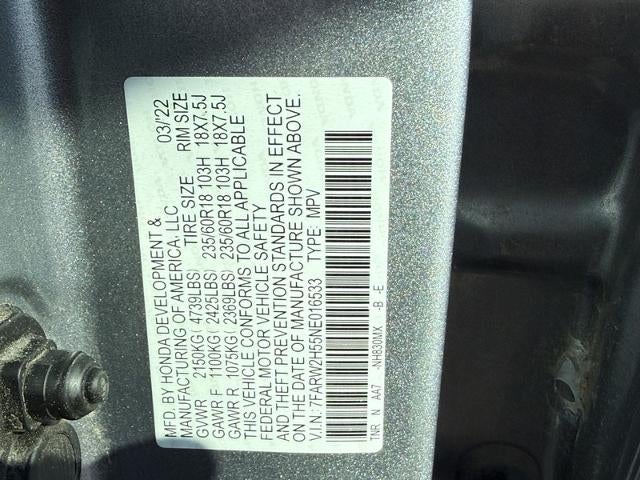 MFD. BY HONDA DEVELOPMENT & 03/'22
MANUFACTURING OF AMERICA, LLC
TIRE SIZE RIM SIZE
GVWR 2150KG( 4739LBS)
GAWR F 1100KG( 2425LBS) 235/60R18 103H 18X7.5J
GAWR R 1075KG( 2369LBS) 235/60R18 103H 18X7.5J
THIS VEHICLE CONFORMS TO ALL APPLICABLE
FEDERAL MOTOR VEHICLE SAFETY
AND THEFT PREVENTION STANDARDS IN EFFECT
ON THE DATE OF MANUFACTURE SHOWN ABOVE.
V.I.N.: 7FARW2H55NE016533 TYPE: MPV
TNR N AA7 -NH830MX -B -E